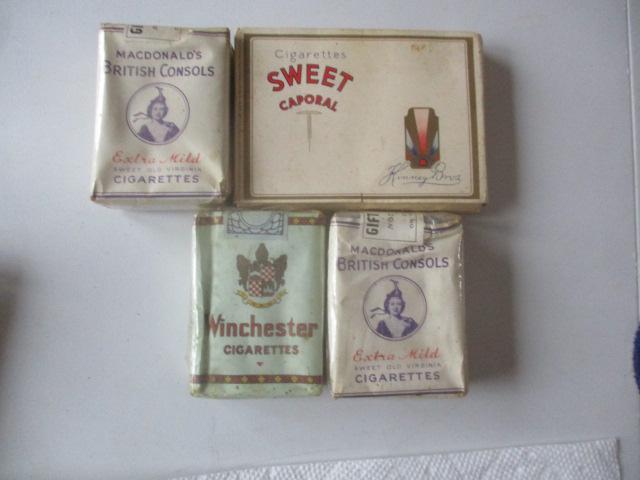 MACDONALD'S
BRITISH CONSOLS
Extra Mild
SWEET OLD VIRGINIA
CIGARETTES
Cigarettes
SWEET
CAPORAL
Kinney Bros
Winchester
CIGARETTES
GIFT
MACDONALD'S
BRITISH CONSOLS
Extra Mild
SWEET OLD VIRGINIA
CIGARETTES